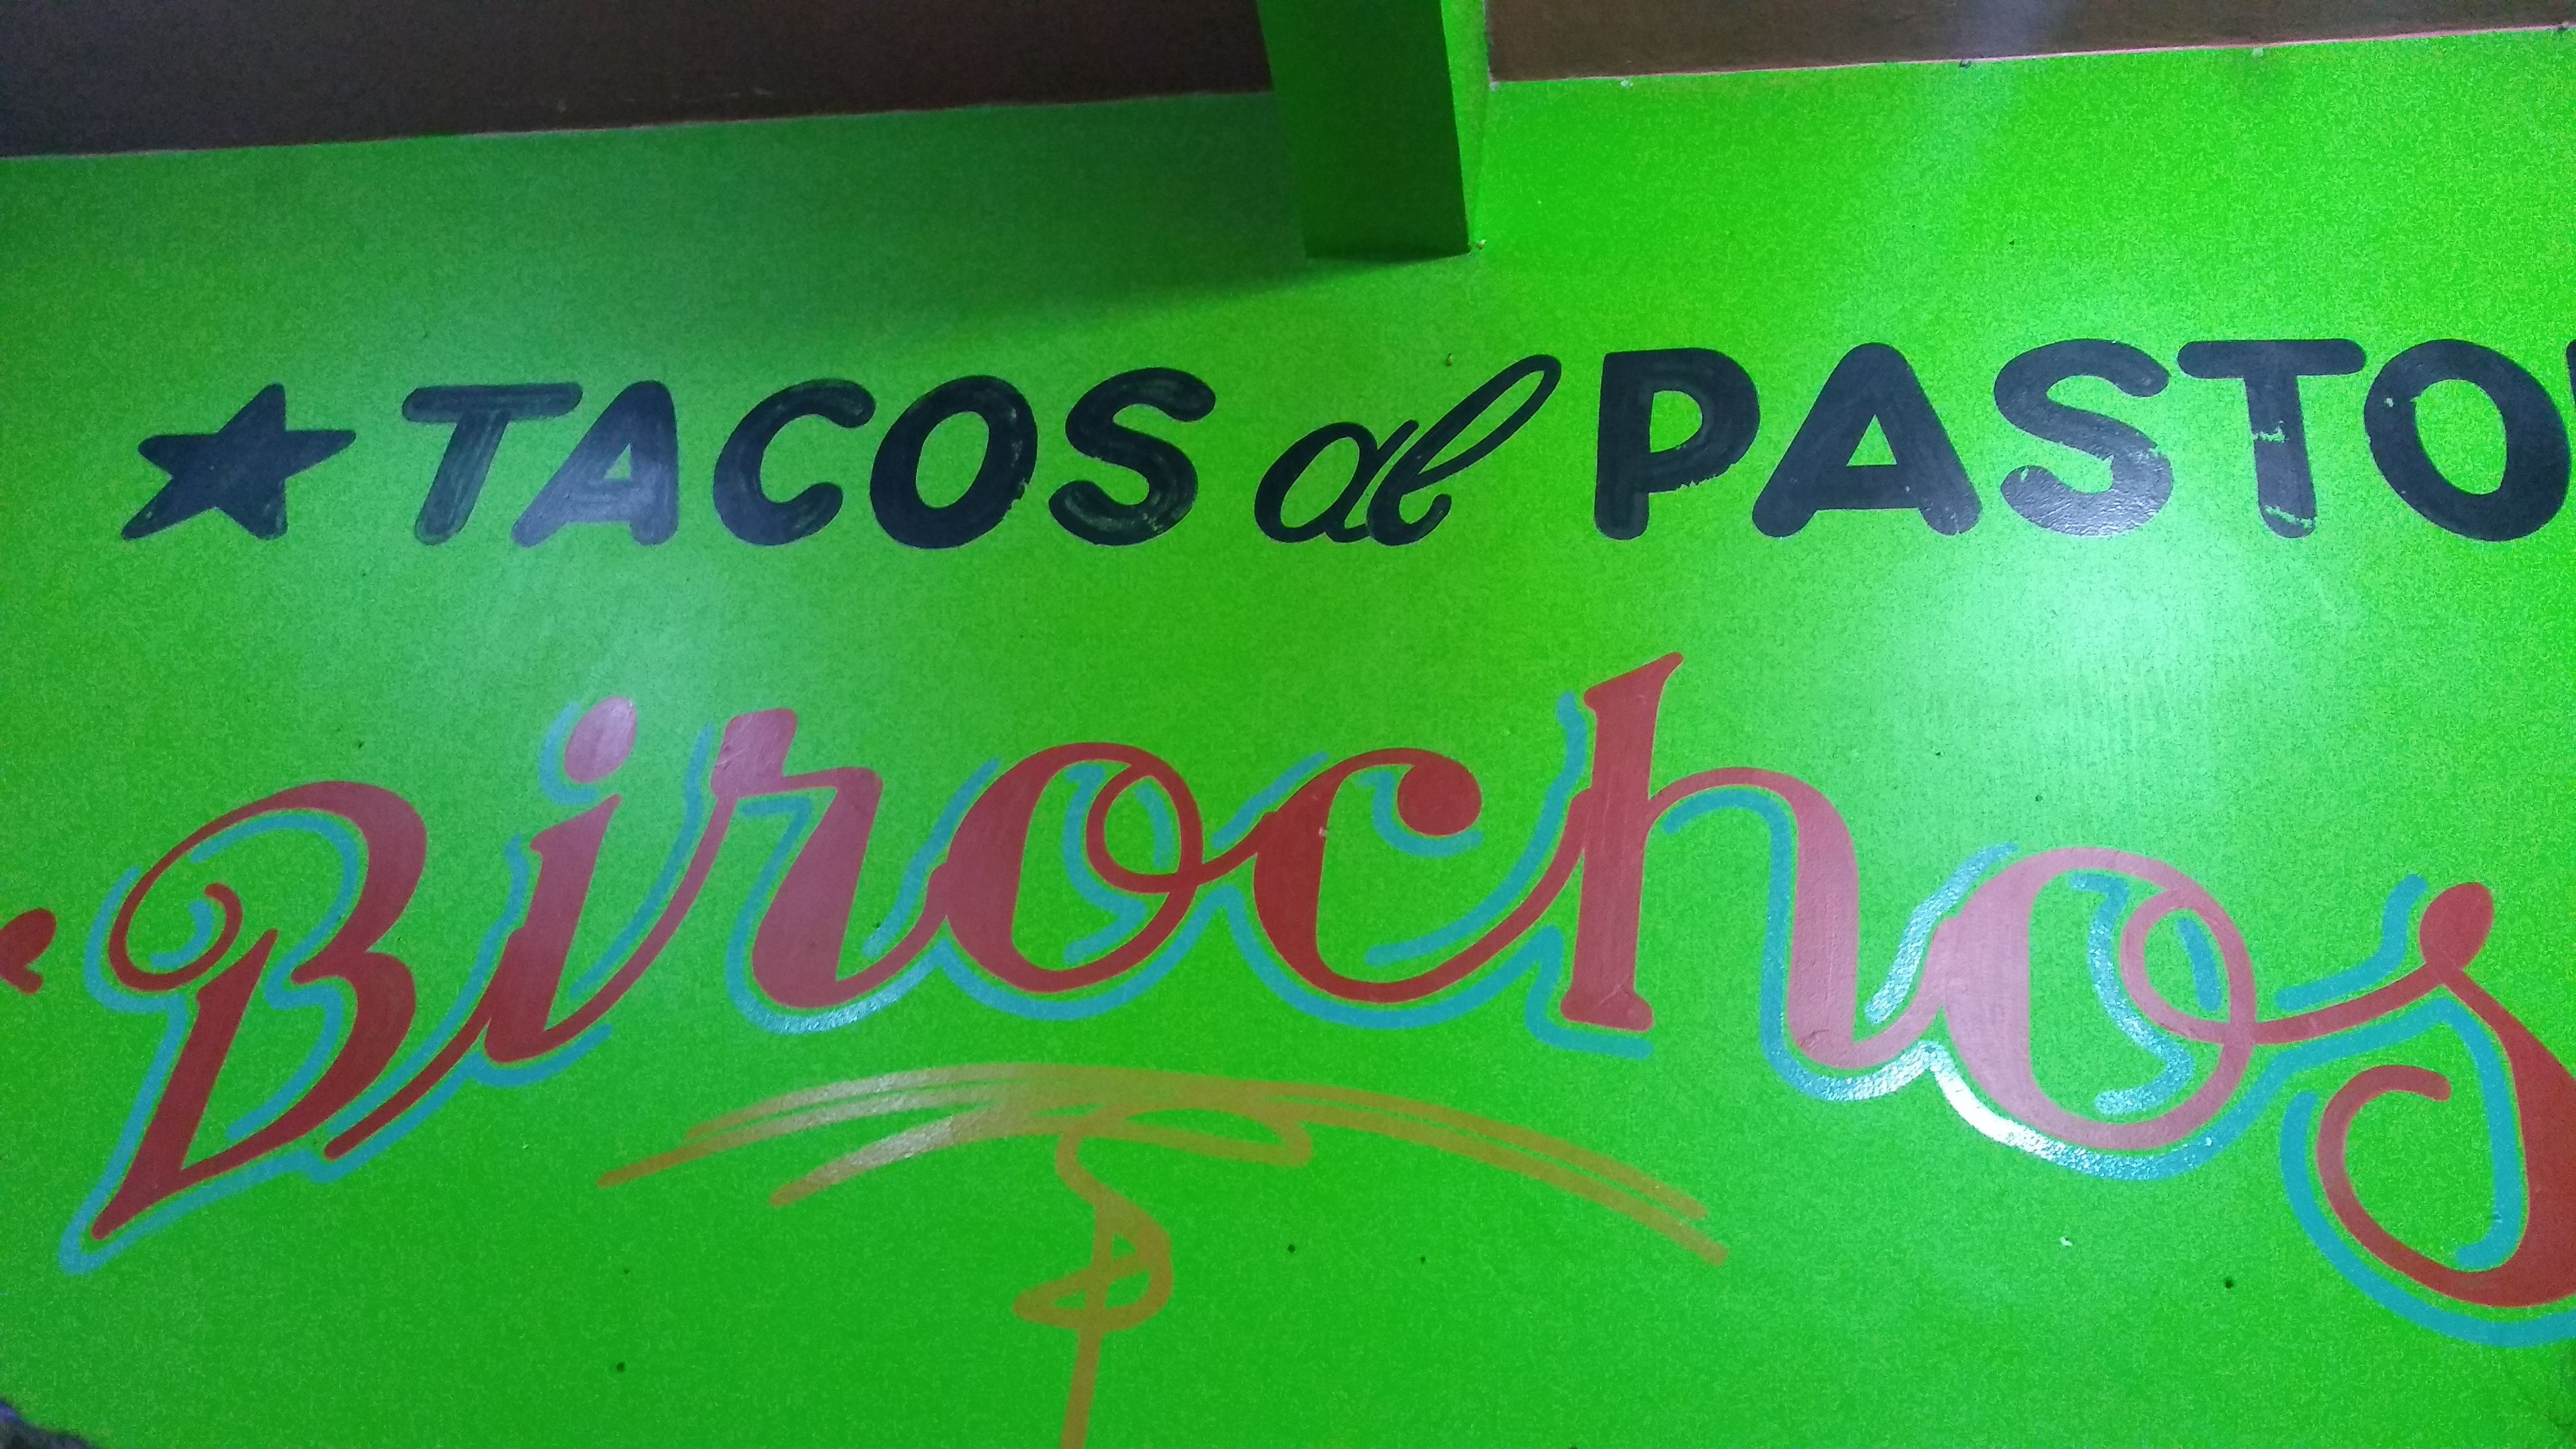 ★ TACOS al PASTO
"Birochos